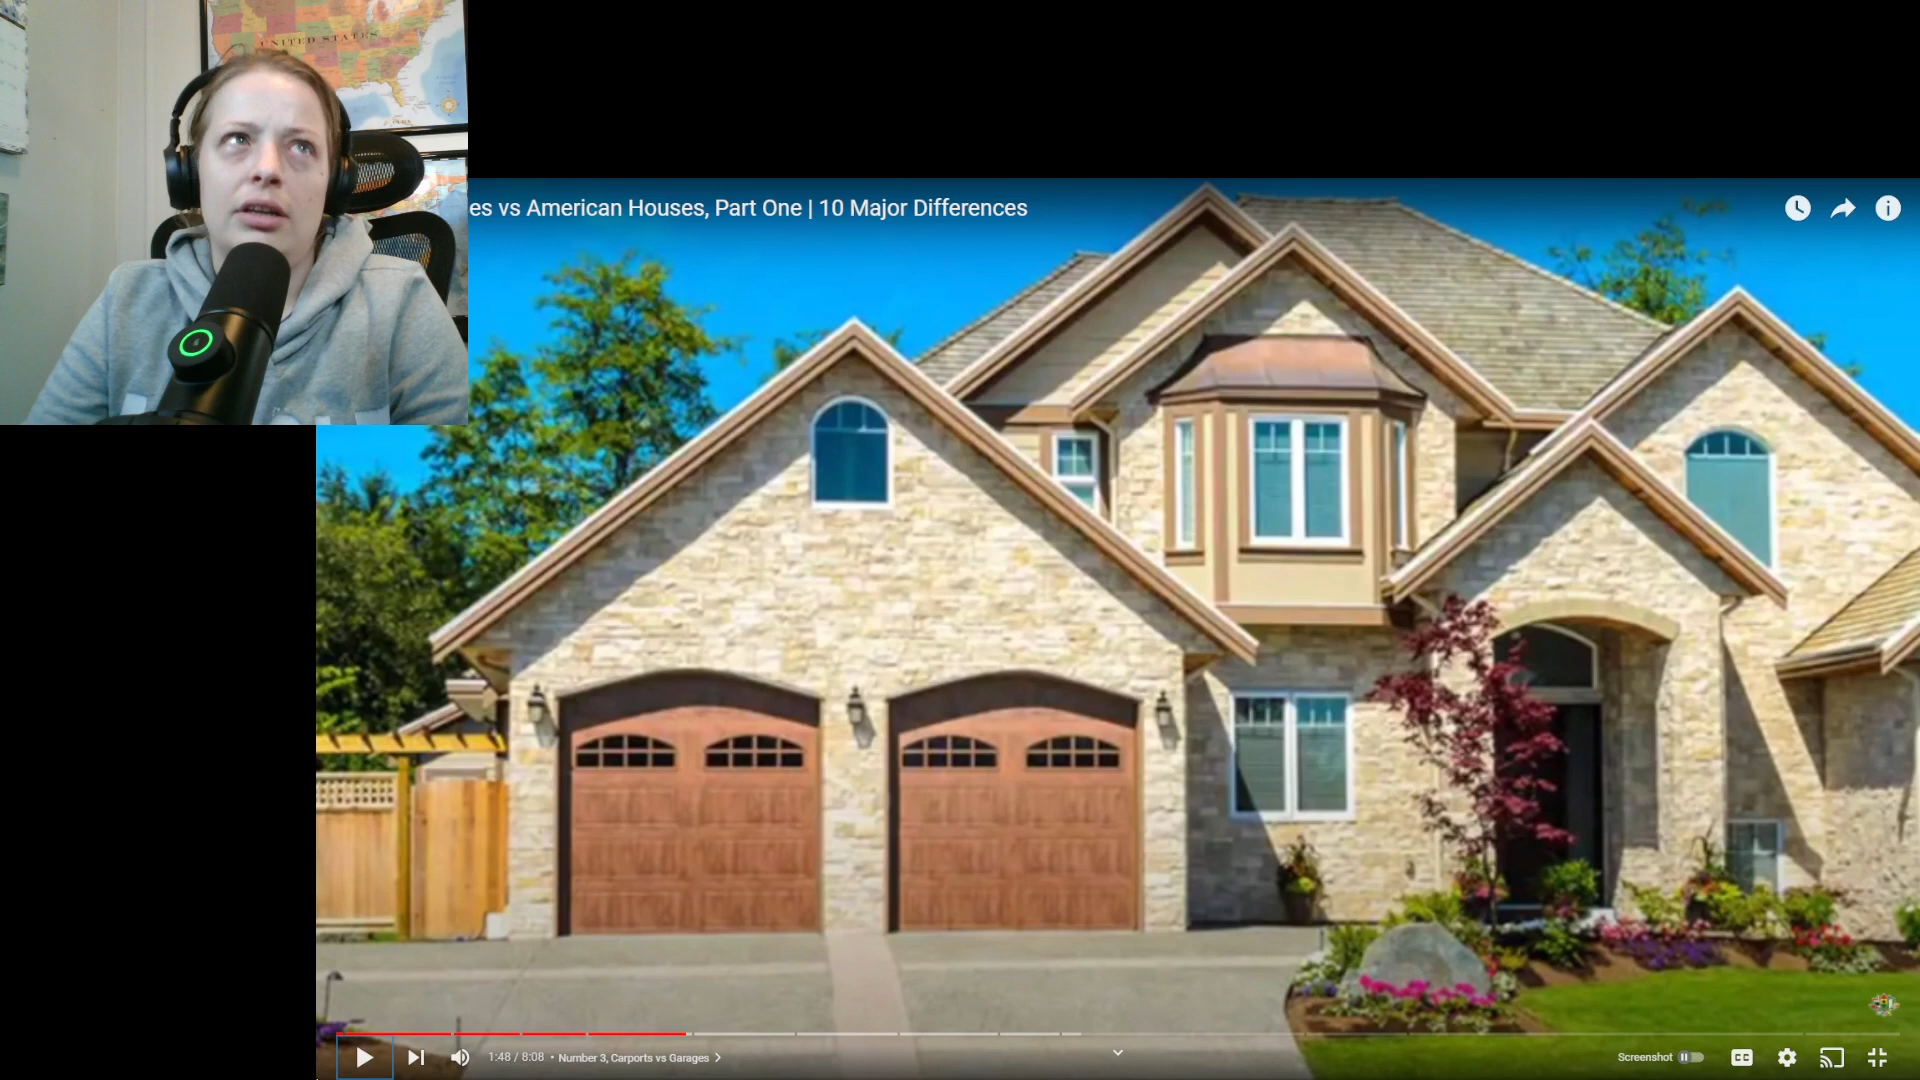 UNITED STATES
es vs American Houses, Part One | 10 Major Differences
1:48 / 8:08 • Number 3, Carports vs Garages
Screenshot
CC